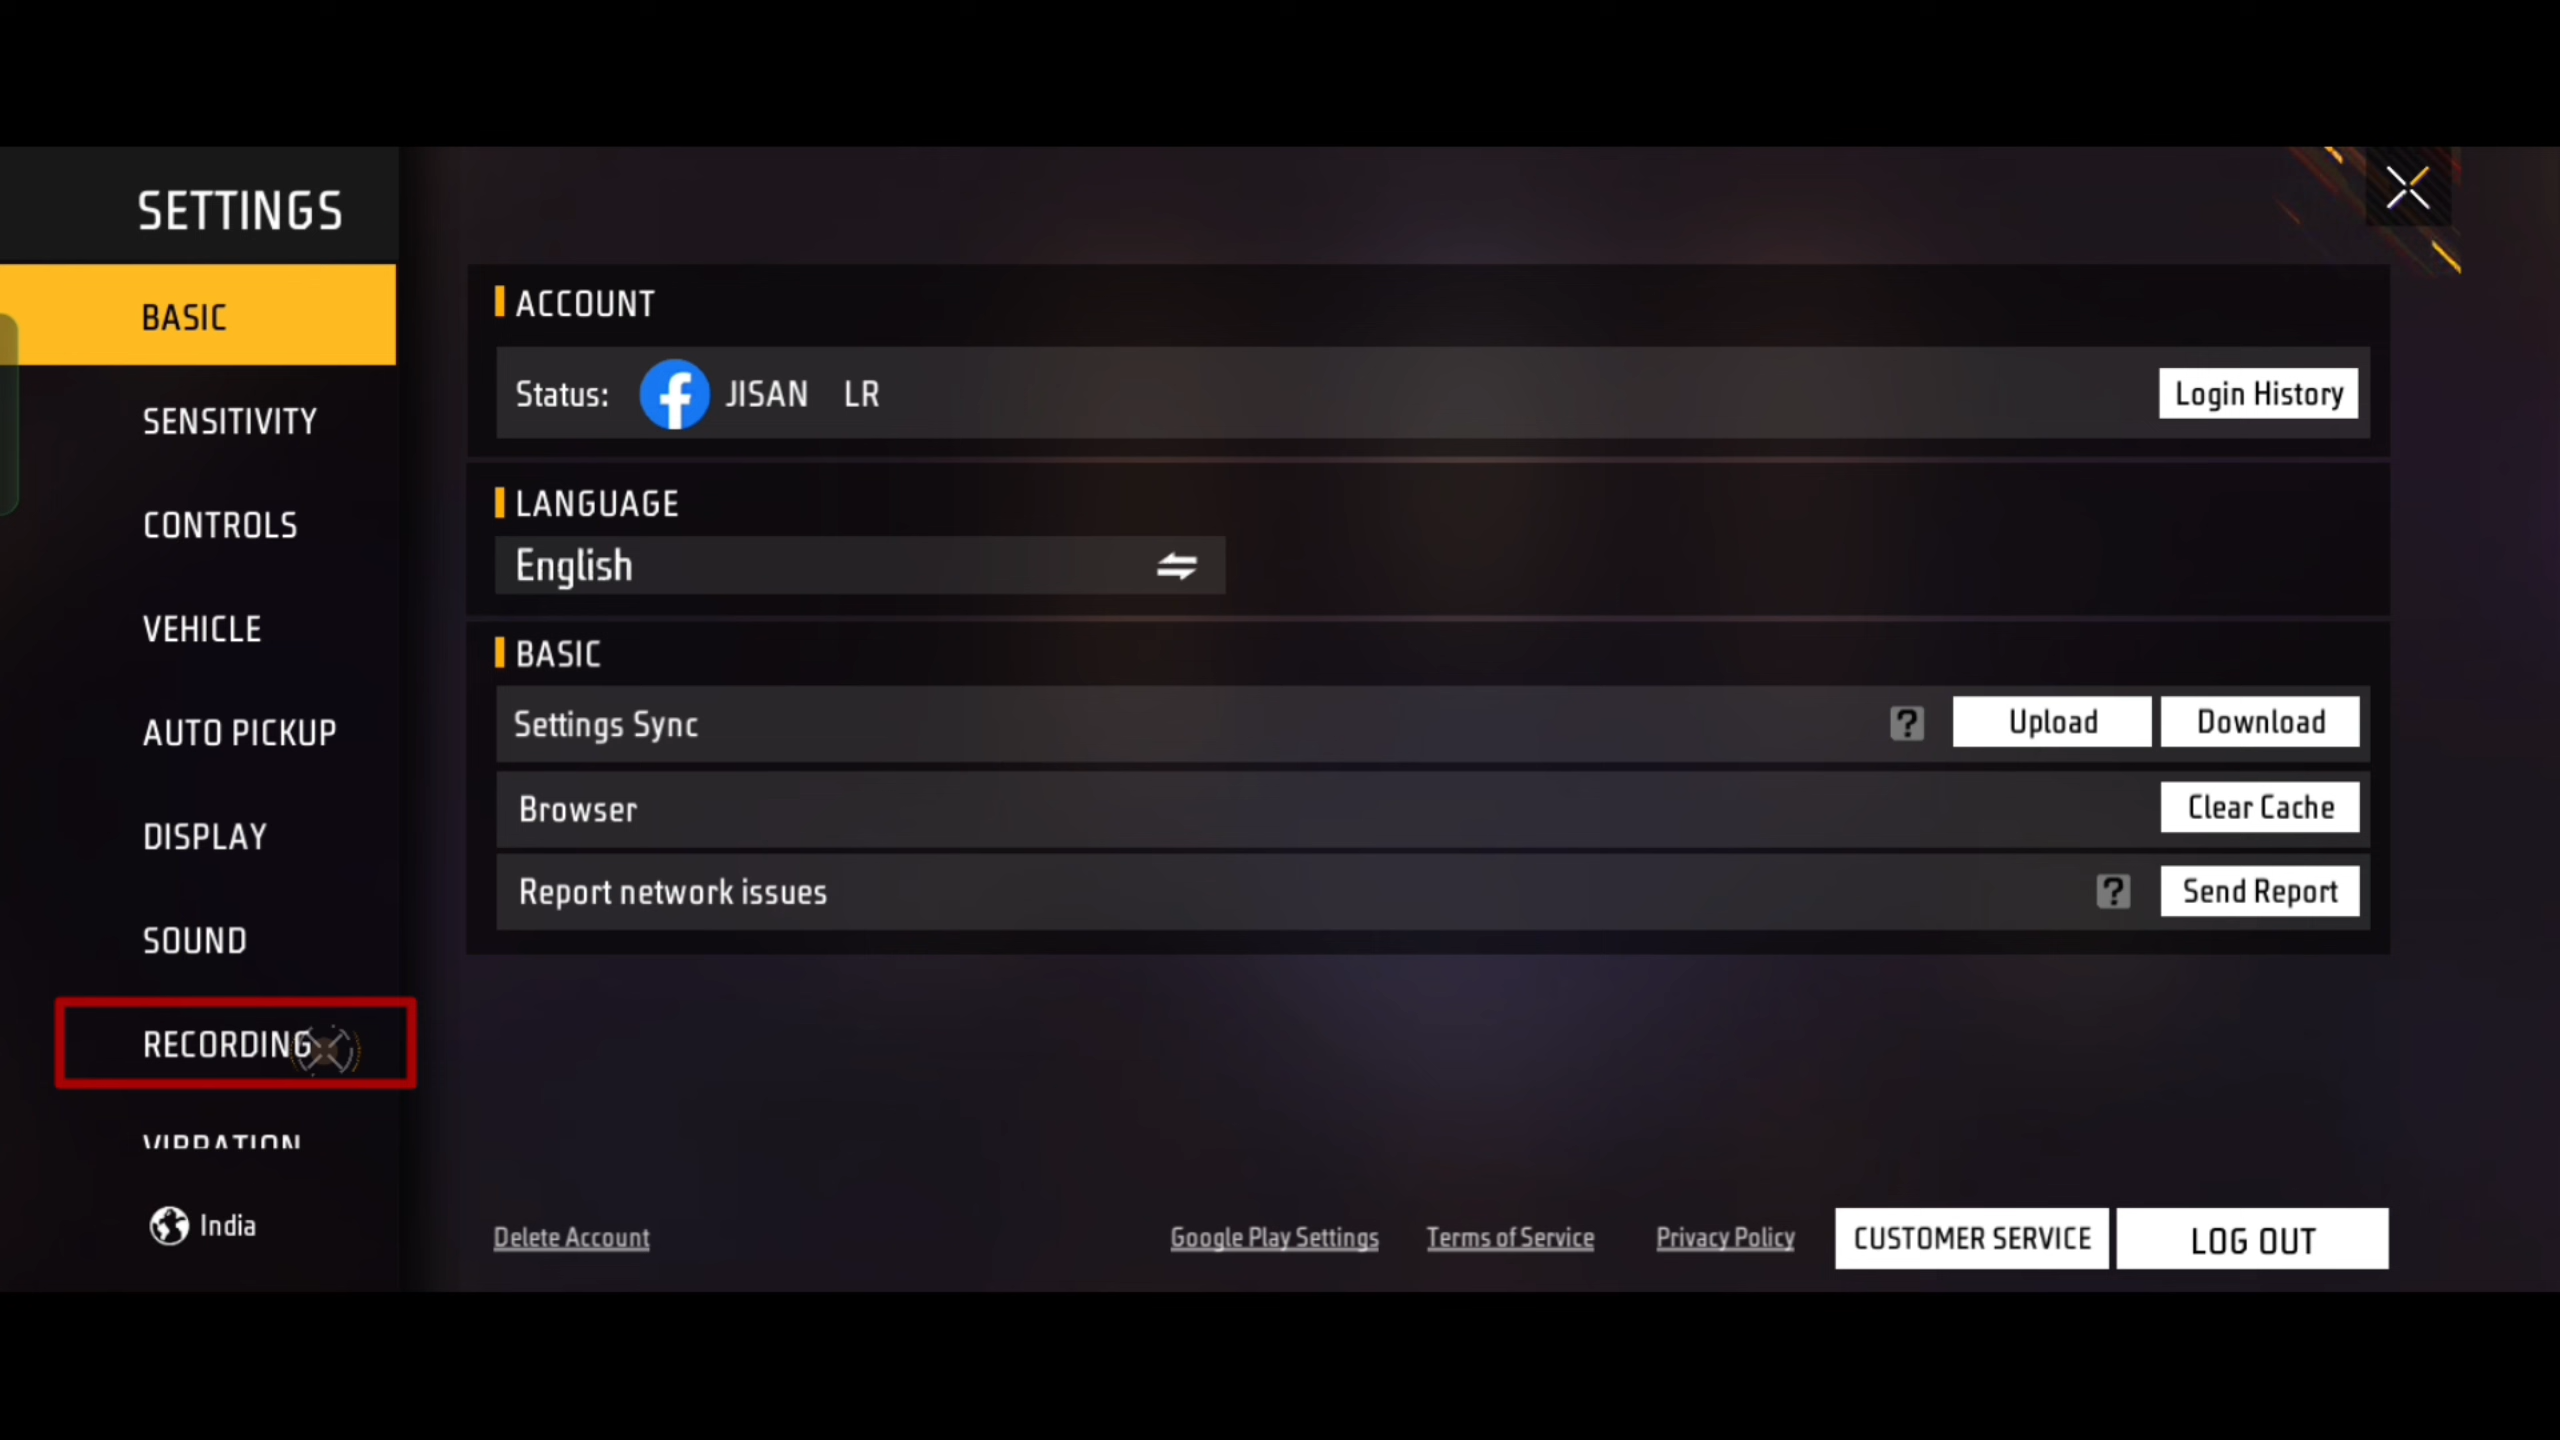 SETTINGS
BASIC
SENSITIVITY
CONTROLS
VEHICLE
AUTO PICKUP
DISPLAY
SOUND
RECORDING
VIBRATION
India
ACCOUNT
Status: JISAN LR Login History
LANGUAGE
English
BASIC
Settings Sync ? Upload Download
Browser Clear Cache
Report network issues ? Send Report
Delete Account Google Play Settings Terms of Service Privacy Policy CUSTOMER SERVICE LOG OUT